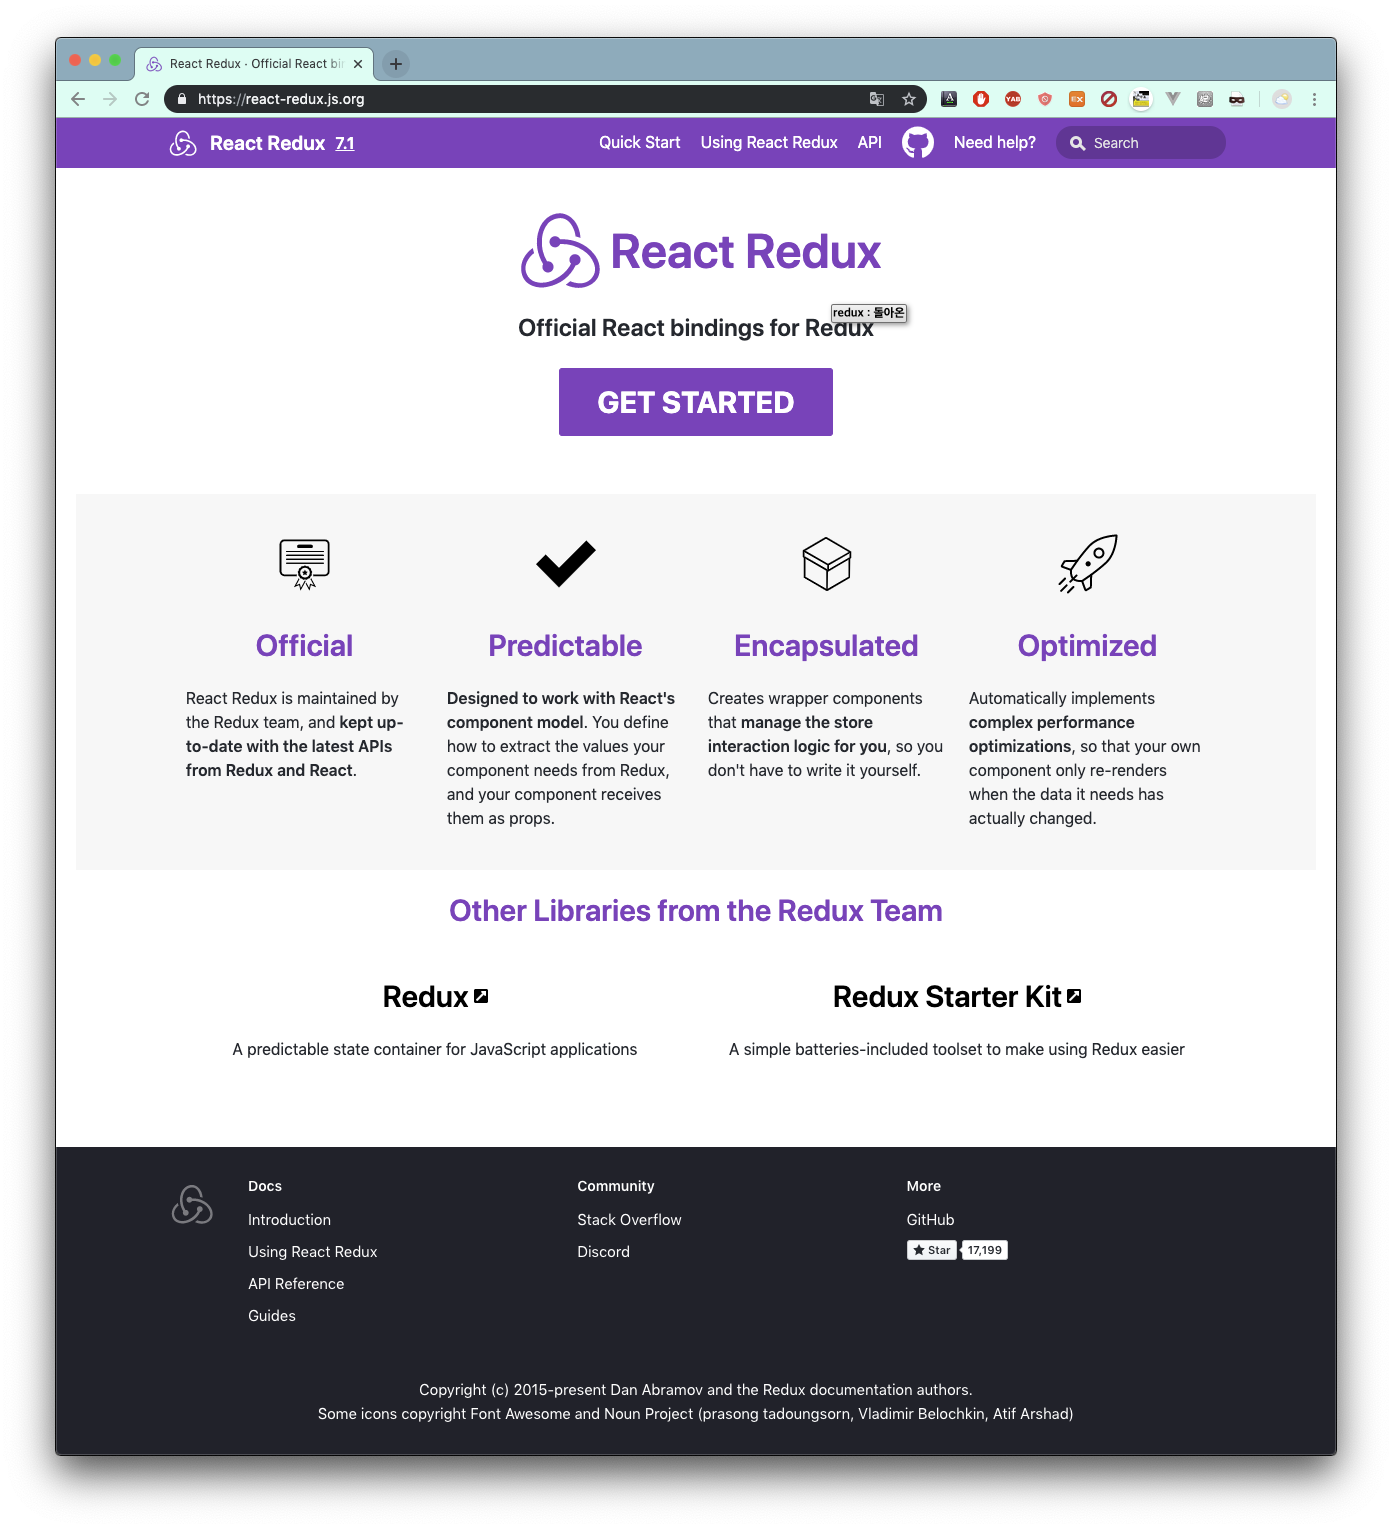 React Redux · Official React bin
https://react-redux.js.org
React Redux 7.1
Quick Start
Using React Redux
API
Need help?
Search
React Redux
redux : 돌아온
Official React bindings for Redux
GET STARTED
Official
React Redux is maintained by
the Redux team, and kept up-
to-date with the latest APIs
from Redux and React.
Predictable
Designed to work with React's
component model. You define
how to extract the values your
component needs from Redux,
and your component receives
them as props.
Encapsulated
Creates wrapper components
that manage the store
interaction logic for you, so you
don't have to write it yourself.
Optimized
Automatically implements
complex performance
optimizations, so that your own
component only re-renders
when the data it needs has
actually changed.
Other Libraries from the Redux Team
Redux
A predictable state container for JavaScript applications
Redux Starter Kit
A simple batteries-included toolset to make using Redux easier
Docs
Introduction
Using React Redux
API Reference
Guides
Community
Stack Overflow
Discord
More
GitHub
Star 17,199
Copyright (c) 2015-present Dan Abramov and the Redux documentation authors.
Some icons copyright Font Awesome and Noun Project (prasong tadoungsorn, Vladimir Belochkin, Atif Arshad)